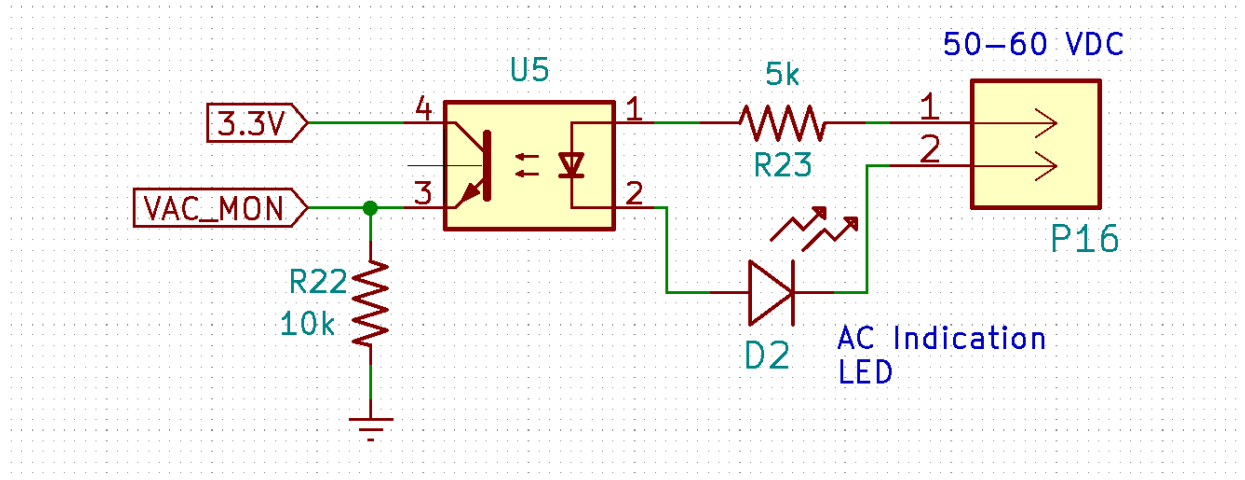 50-60 VDC
U5
5k
3.3V
4
1
1
2
R23
VAC_MON
3
2
P16
R22
10k
D2
AC Indication
LED